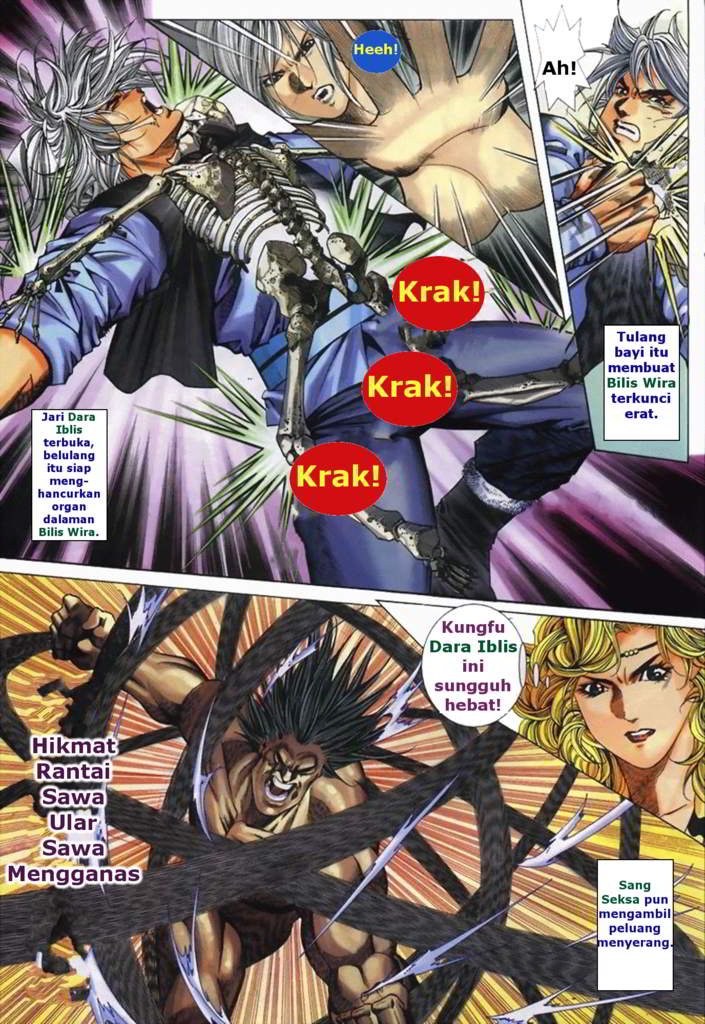 Heeh!
Ah!
Krak!
Krak!
Krak!
Tulang
bayi itu
membuat
Bilis Wira
terkunci
erat.
Jari Dara
Iblis
terbuka,
belulang
itu siap
meng-
hancurkan
organ
dalaman
Bilis Wira.
Kungfu
Dara Iblis
ini
sungguh
hebat!
Hikmat
Rantai
Sawa
Ular
Sawa
Mengganas
Sang
Seksa pun
mengambil
peluang
menyerang.